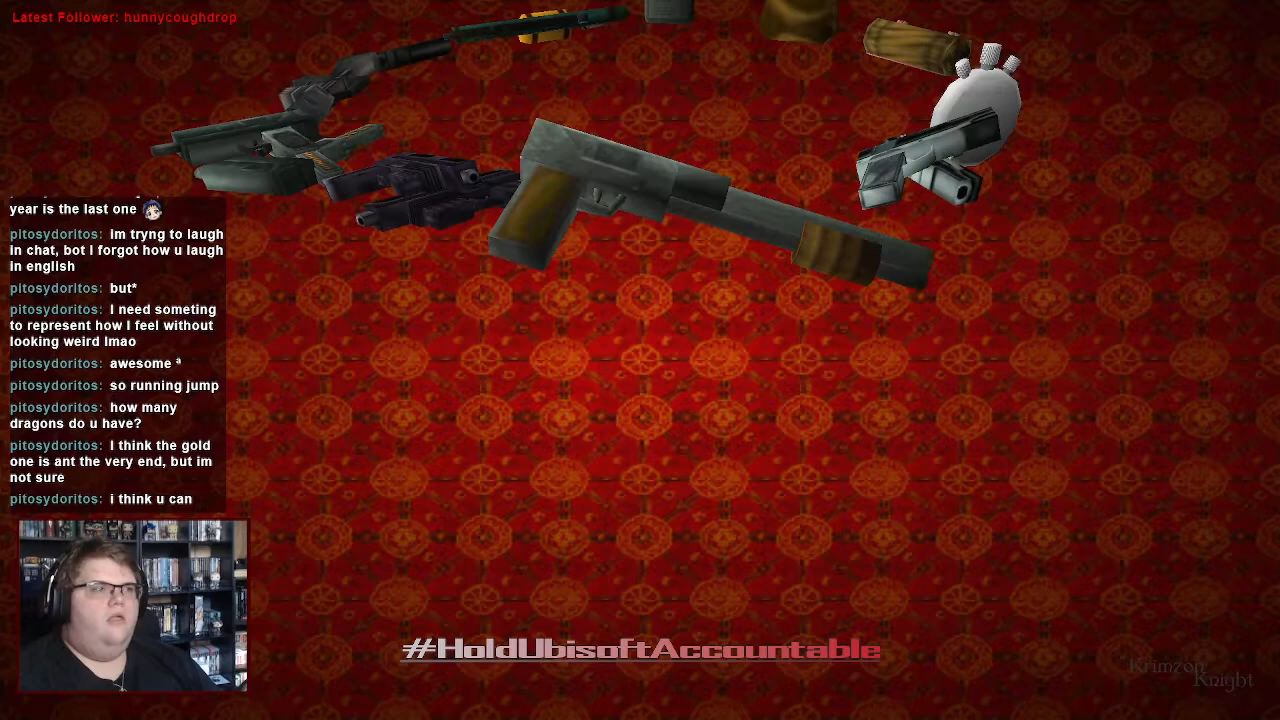 Latest Follower: hunnycoughdrop
year is the last one
pitosydoritos: im tryng to laugh
in chat, bot i forgot how u laugh
in english
pitosydoritos: but*
pitosydoritos: I need someting
to represent how I feel without
looking weird lmao
pitosydoritos: awesome ª
pitosydoritos: so running jump
pitosydoritos: how many
dragons do u have?
pitosydoritos: I think the gold
one is ant the very end, but im
not sure
pitosydoritos: i think u can
#HoldUbisoftAccountable
Krimzon
Knight